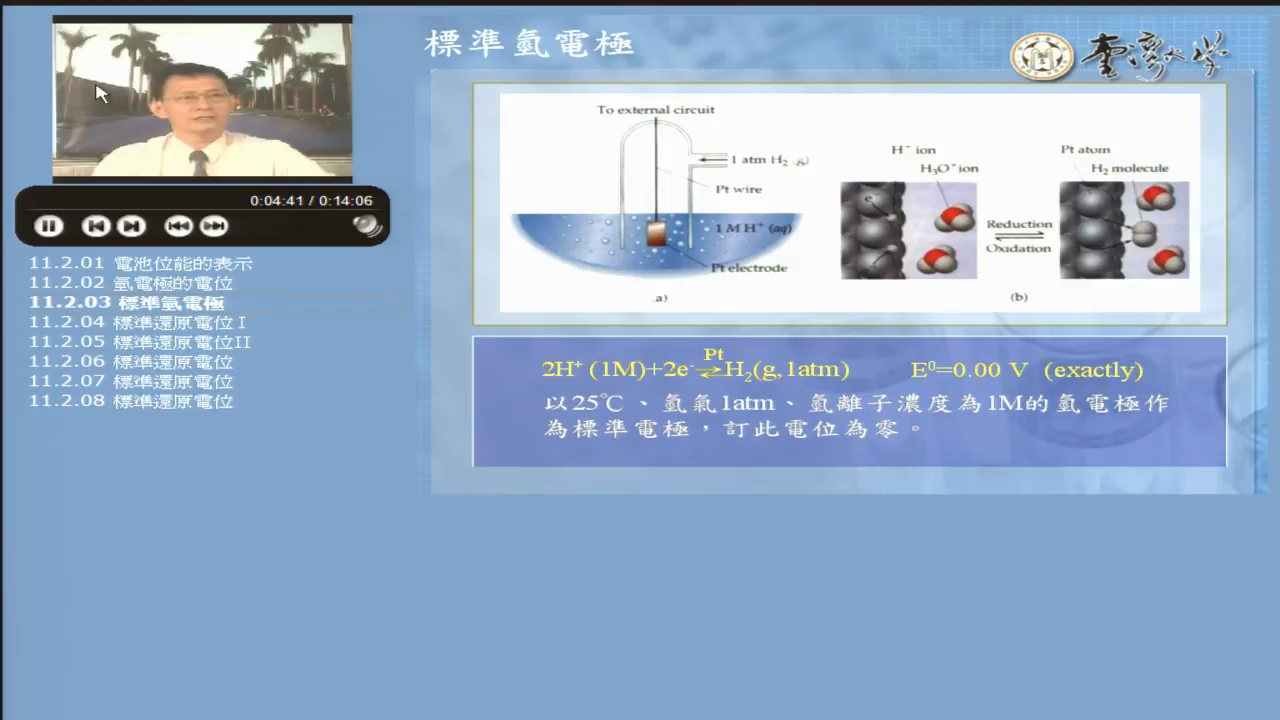 標準氫電極
臺灣大學
0:04:41 / 0:14:06
11.2.01 電池位能的表示
11.2.02 氫電極的電位
11.2.03 標準氫電極
11.2.04 標準還原電位 I
11.2.05 標準還原電位II
11.2.06 標準還原電位
11.2.07 標準還原電位
11.2.08 標準還原電位
To external circuit
1 atm H₂ (g)
Pt wire
1 M H⁺ (aq)
Pt electrode
(a)
H⁺ ion
H₃O⁺ ion
Pt atom
H₂ molecule
e⁻
Reduction
Oxidation
(b)
Pt
2H⁺ (1M)+2e⁻ ⇌ H₂(g,1atm) E⁰=0.00 V (exactly)
以25℃、氫氣1atm、氫離子濃度為1M的氫電極作
為標準電極，訂此電位為零。